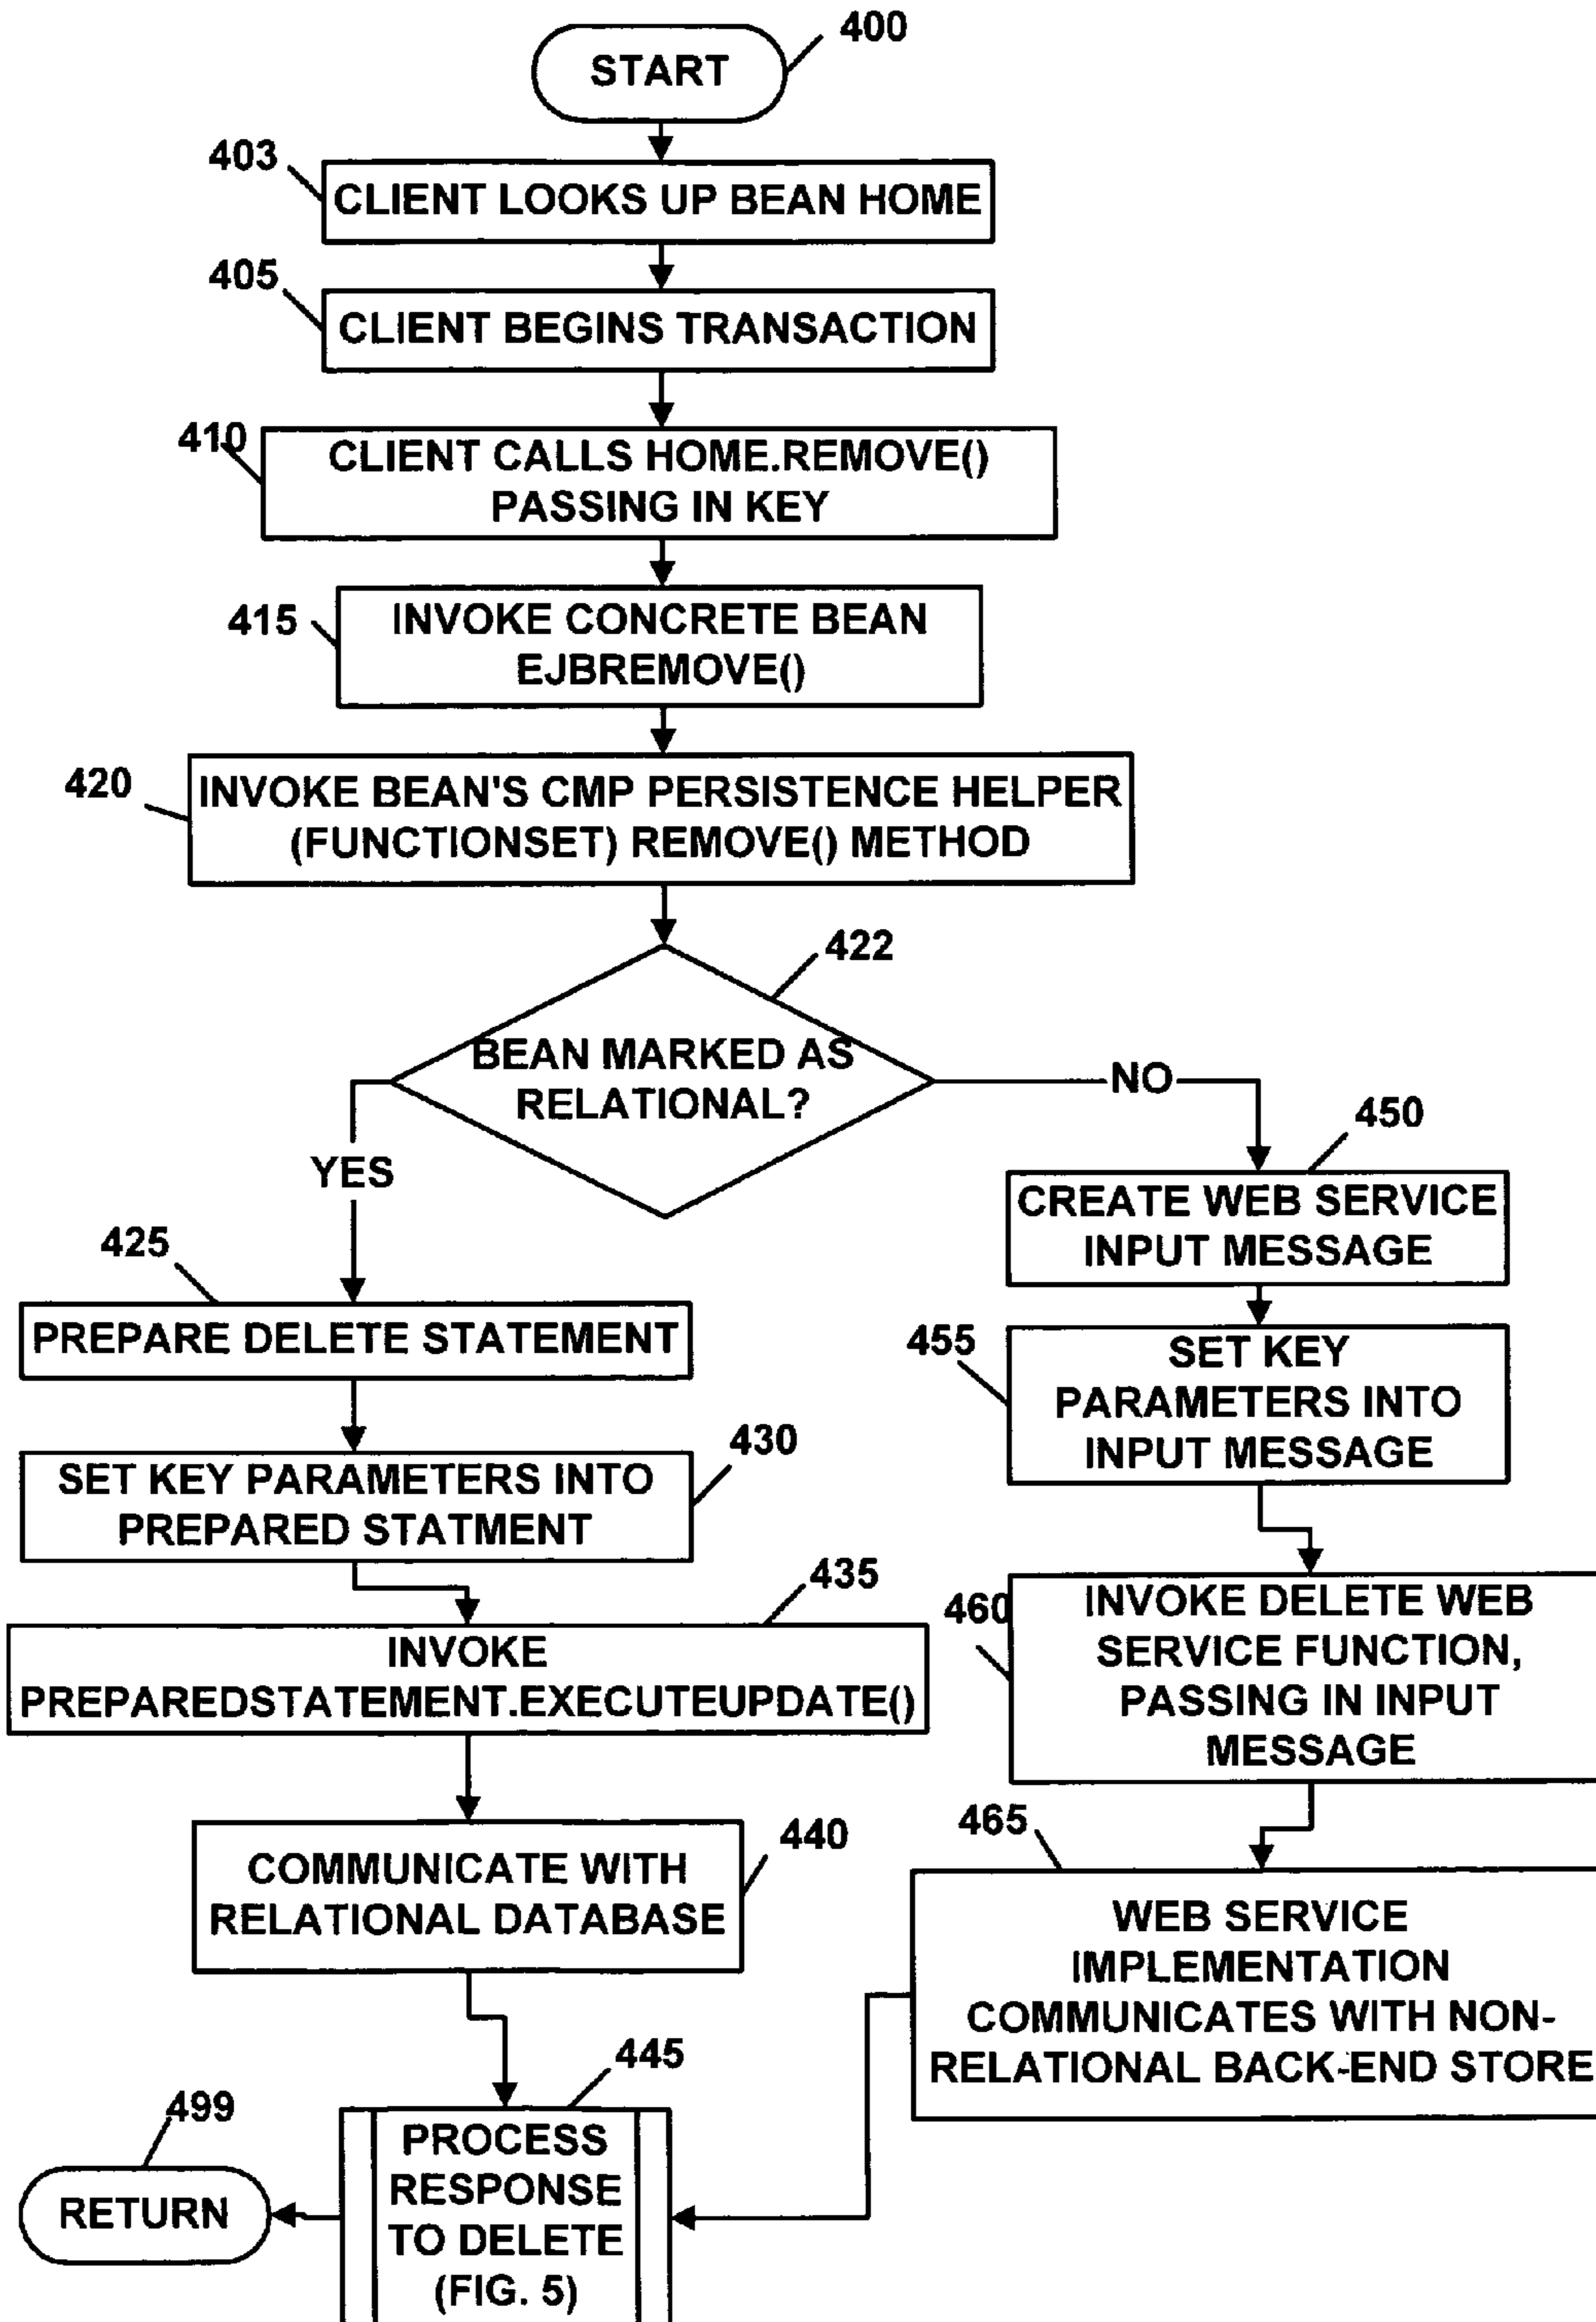 400
START
403
CLIENT LOOKS UP BEAN HOME
405
CLIENT BEGINS TRANSACTION
410
CLIENT CALLS HOME.REMOVE()
PASSING IN KEY
415
INVOKE CONCRETE BEAN
EJBREMOVE()
420
INVOKE BEAN'S CMP PERSISTENCE HELPER
(FUNCTIONSET) REMOVE() METHOD
422
BEAN MARKED AS
RELATIONAL?
YES
NO
425
PREPARE DELETE STATEMENT
430
SET KEY PARAMETERS INTO
PREPARED STATMENT
435
INVOKE
PREPAREDSTATEMENT.EXECUTEUPDATE()
440
COMMUNICATE WITH
RELATIONAL DATABASE
450
CREATE WEB SERVICE
INPUT MESSAGE
455
SET KEY
PARAMETERS INTO
INPUT MESSAGE
460
INVOKE DELETE WEB
SERVICE FUNCTION,
PASSING IN INPUT
MESSAGE
465
WEB SERVICE
IMPLEMENTATION
COMMUNICATES WITH NON-
RELATIONAL BACK-END STORE
445
PROCESS
RESPONSE
TO DELETE
(FIG. 5)
499
RETURN